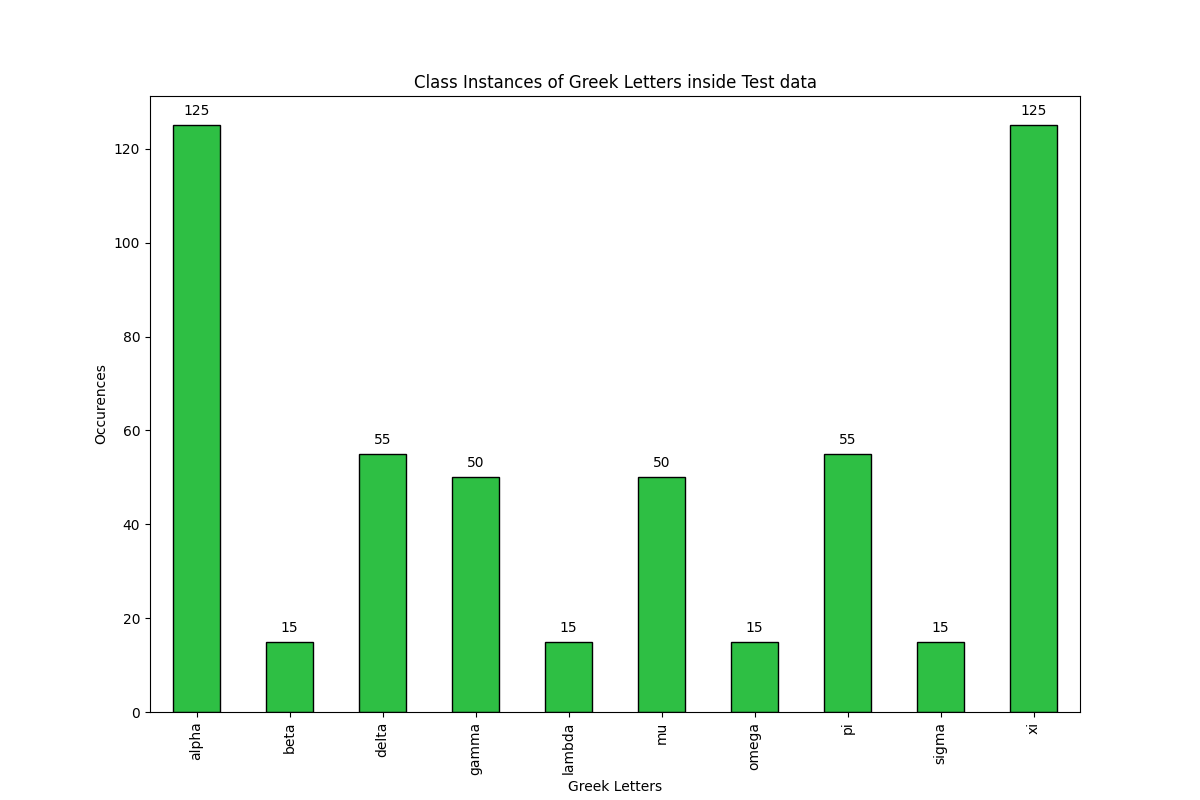 Class Instances of Greek Letters inside Test data
125
125
120
100
80
60
55
55
50
50
40
20
15
15
15
15
0
Occurences
alpha
beta
delta
gamma
lambda
mu
omega
pi
sigma
xi
Greek Letters